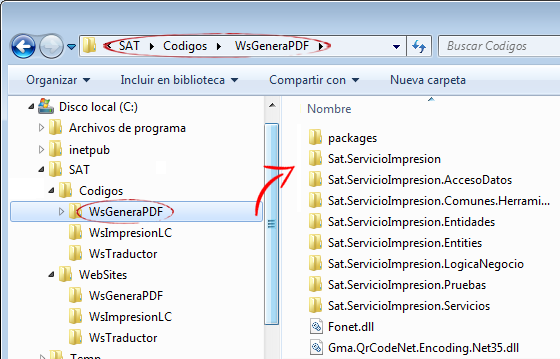 SAT Codigos WsGeneraPDF Buscar Codigos
Organizar Incluir en biblioteca Compartir con Nueva carpeta
Disco local (C:)
Archivos de programa
inetpub
SAT
Codigos
WsGeneraPDF
WsImpresionLC
WsTraductor
WebSites
WsGeneraPDF
WsImpresionLC
WsTraductor
Temp
Nombre
packages
Sat.ServicioImpresion
Sat.ServicioImpresion.AccesoDatos
Sat.ServicioImpresion.Comunes.Herrami...
Sat.ServicioImpresion.Entidades
Sat.ServicioImpresion.Entities
Sat.ServicioImpresion.LogicaNegocio
Sat.ServicioImpresion.Pruebas
Sat.ServicioImpresion.Servicios
Fonet.dll
Gma.QrCodeNet.Encoding.Net35.dll